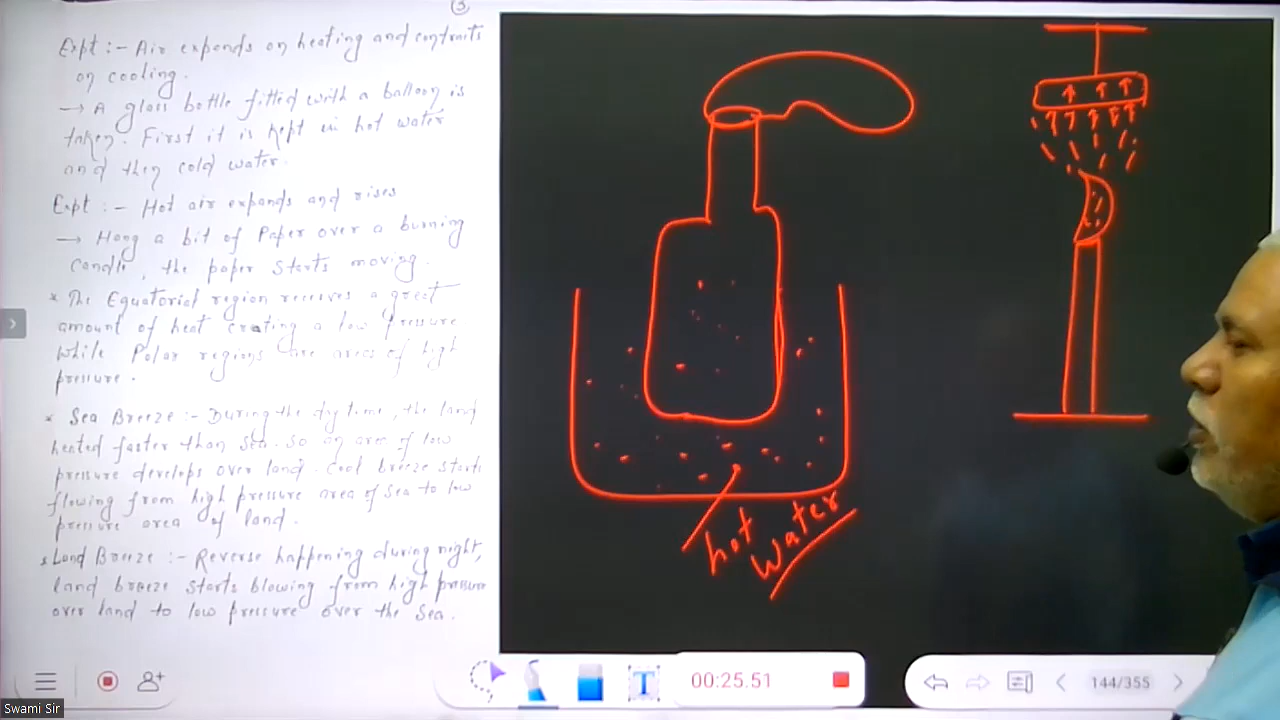 3
Expt :- Air expands on heating and contraits
on cooling.
→ A glass bottle fitted with a balloon is
taken. First it is kept in hot water
and then cold water.
Expt :- Hot air expands and rises
→ Hang a bit of Paper over a burning
Candle, the paper starts moving.
* The Equatorial region receives a great
amount of heat creating a low pressure
while Polar regions are areas of high
pressure.
* Sea Breeze :- During the day time, the land
heated faster than sea. So an area of low
pressure develops over land. Cool breeze starts
flowing from high pressure area of sea to low
pressure area of land.
* Land Breeze :- Reverse happening during night,
land breeze starts blowing from high pressure
over land to low pressure over the Sea.
hot
water
T
00:25.51
144/355
Swami Sir